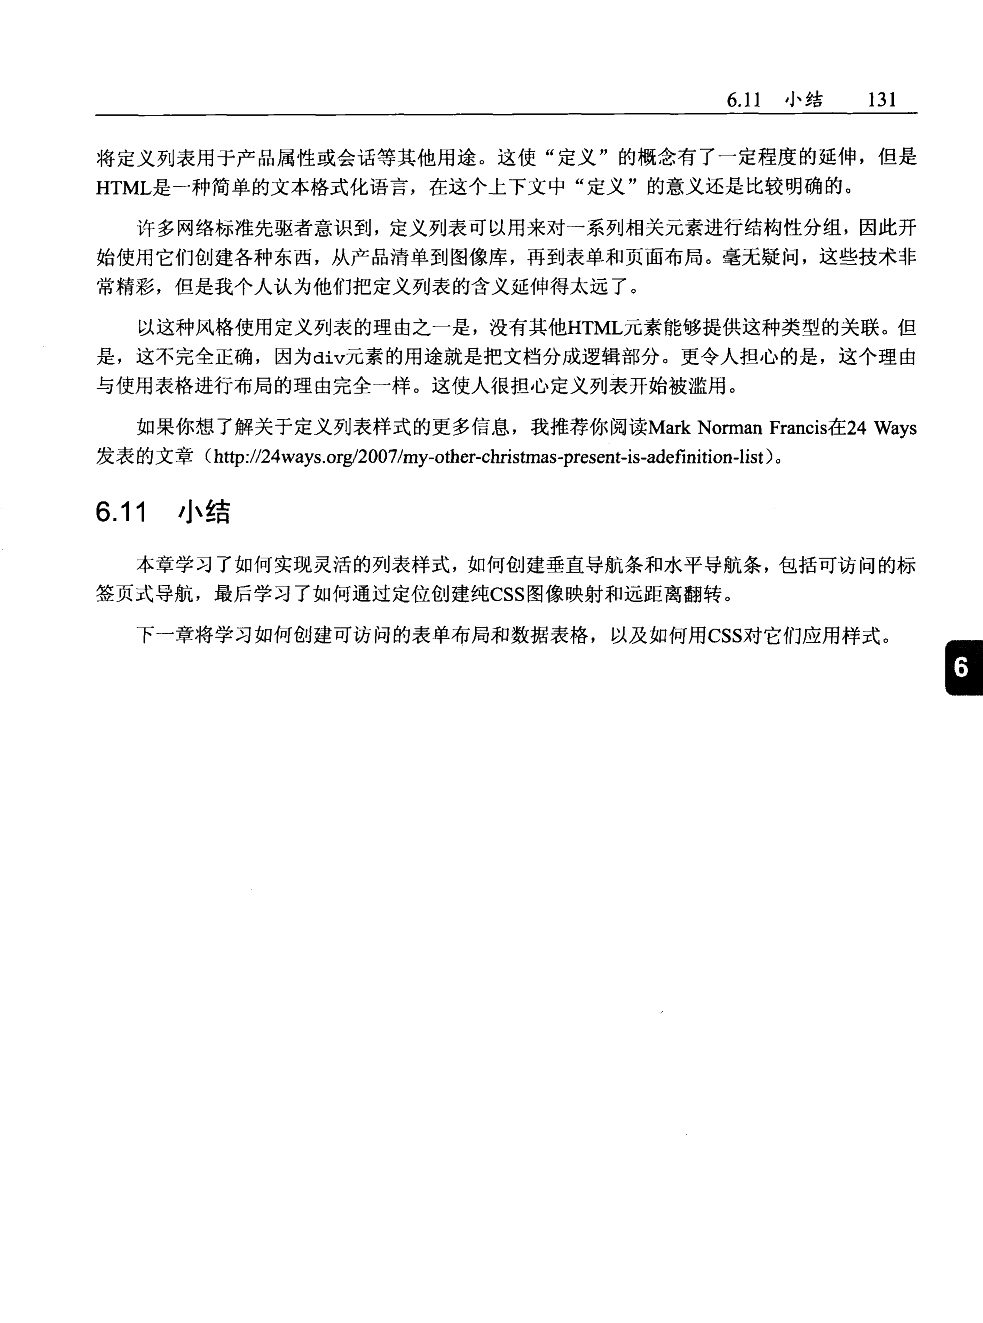 6.11 小结 131
将定义列表用于产品属性或会话等其他用途。这使“定义”的概念有了一定程度的延伸，但是
HTML是一种简单的文本格式化语言，在这个上下文中“定义”的意义还是比较明确的。
许多网络标准先驱者意识到，定义列表可以用来对一系列相关元素进行结构性分组，因此开
始使用它们创建各种东西，从产品清单到图像库，再到表单和页面布局。毫无疑问，这些技术非
常精彩，但是我个人认为他们把定义列表的含义延伸得太远了。
以这种风格使用定义列表的理由之一是，没有其他HTML元素能够提供这种类型的关联。但
是，这不完全正确，因为div元素的用途就是把文档分成逻辑部分。更令人担心的是，这个理由
与使用表格进行布局的理由完全一样。这使人很担心定义列表开始被滥用。
如果你想了解关于定义列表样式的更多信息，我推荐你阅读Mark Norman Francis在24 Ways
发表的文章（http://24ways.org/2007/my-other-christmas-present-is-adefinition-list）。
6.11 小结
本章学习了如何实现灵活的列表样式，如何创建垂直导航条和水平导航条，包括可访问的标
签页式导航，最后学习了如何通过定位创建纯CSS图像映射和远距离翻转。
下一章将学习如何创建可访问的表单布局和数据表格，以及如何用CSS对它们应用样式。
6